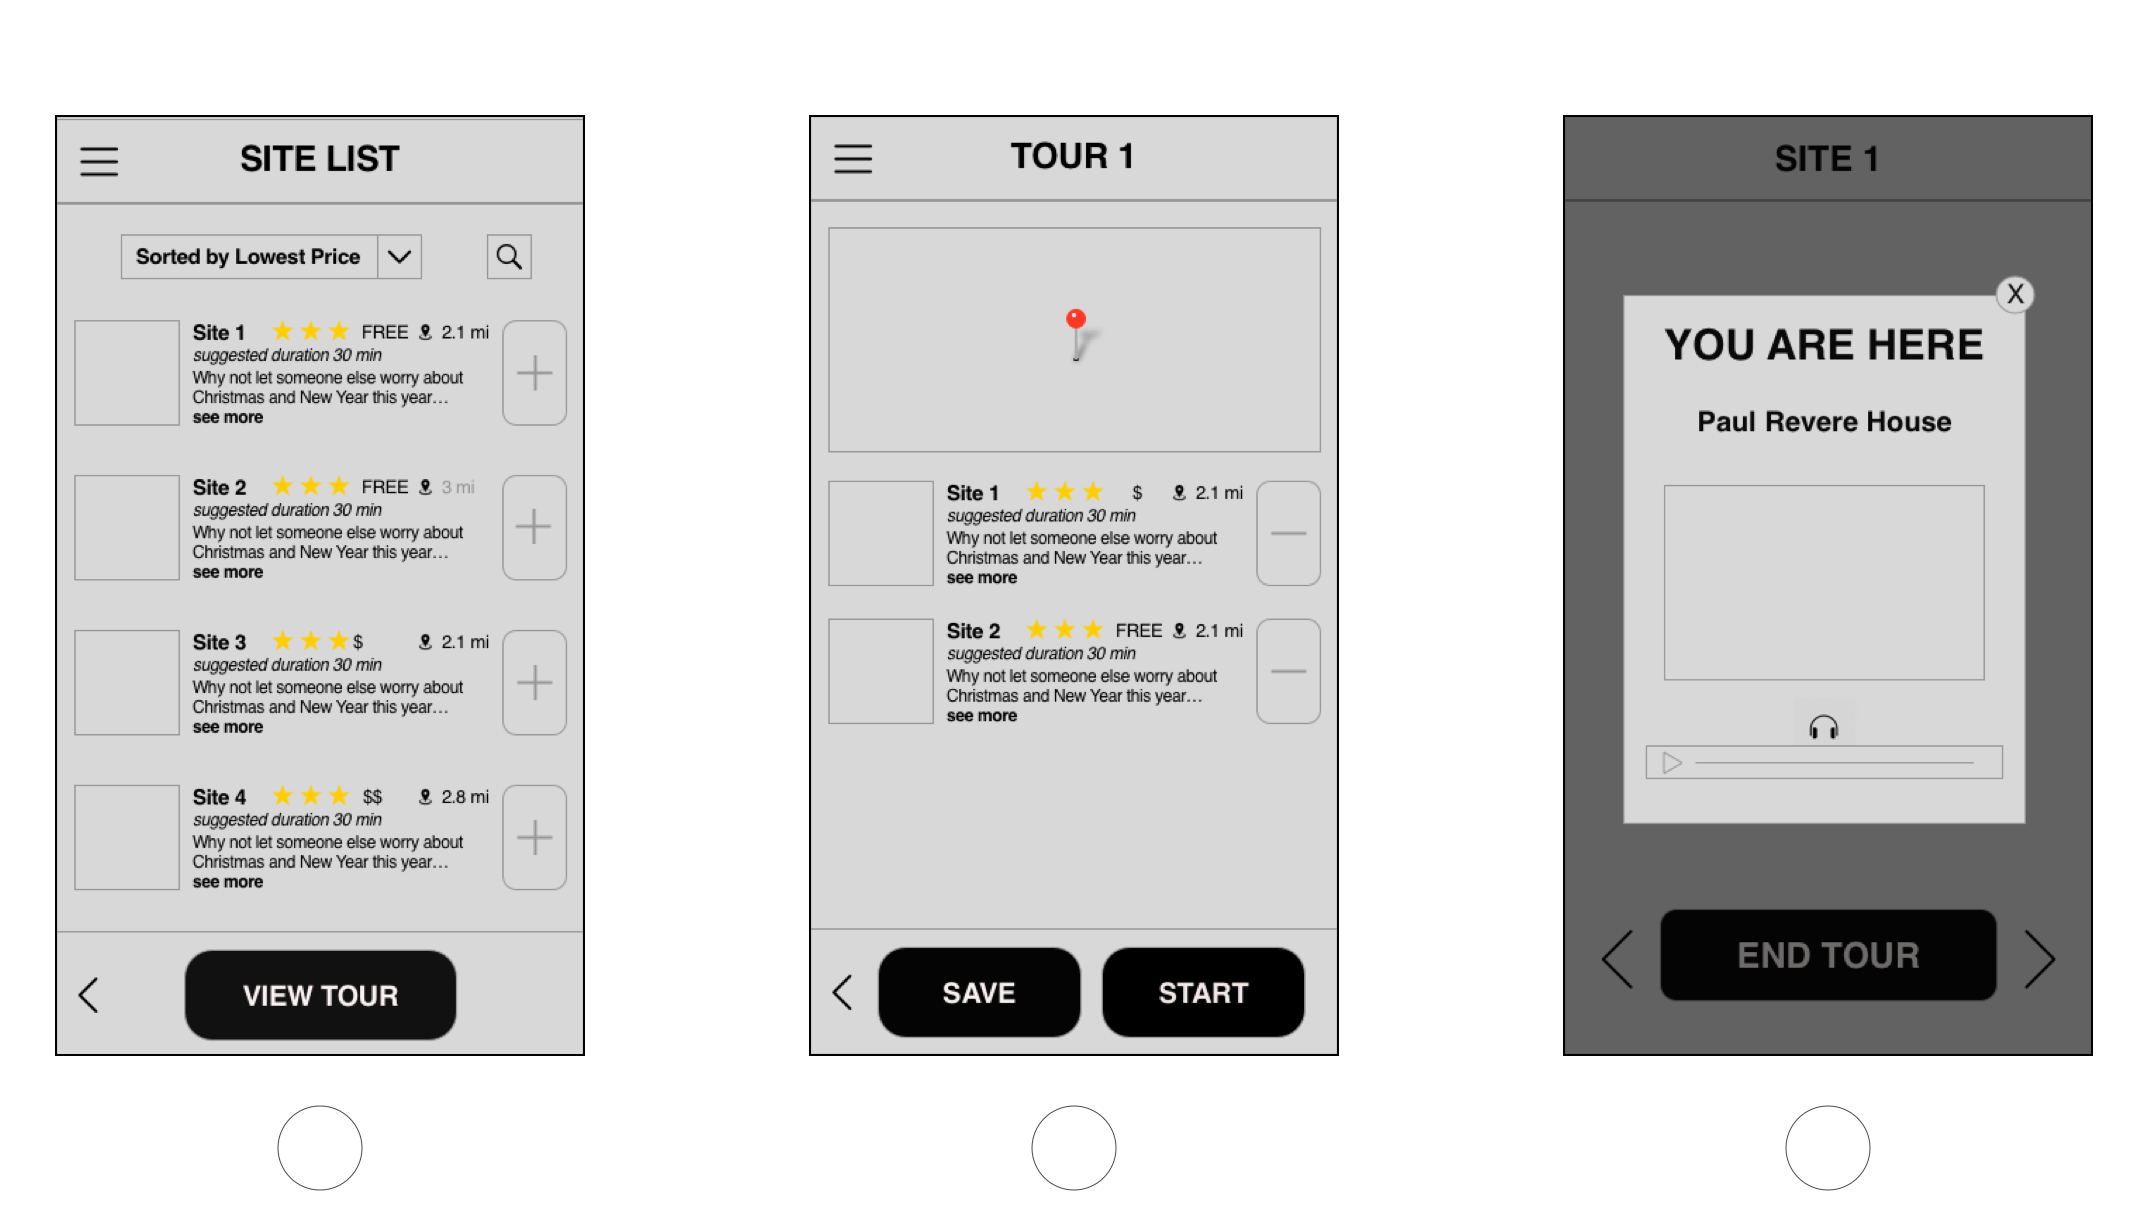 SITE LIST
Sorted by Lowest Price
Site 1 FREE 2.1 mi
suggested duration 30 min
Why not let someone else worry about
Christmas and New Year this year…
see more
Site 2 FREE 3 mi
suggested duration 30 min
Why not let someone else worry about
Christmas and New Year this year…
see more
Site 3 $ 2.1 mi
suggested duration 30 min
Why not let someone else worry about
Christmas and New Year this year…
see more
Site 4 $$ 2.8 mi
suggested duration 30 min
Why not let someone else worry about
Christmas and New Year this year…
see more
VIEW TOUR
TOUR 1
Site 1 $ 2.1 mi
suggested duration 30 min
Why not let someone else worry about
Christmas and New Year this year…
see more
Site 2 FREE 2.1 mi
suggested duration 30 min
Why not let someone else worry about
Christmas and New Year this year…
see more
SAVE
START
SITE 1
X
YOU ARE HERE
Paul Revere House
END TOUR